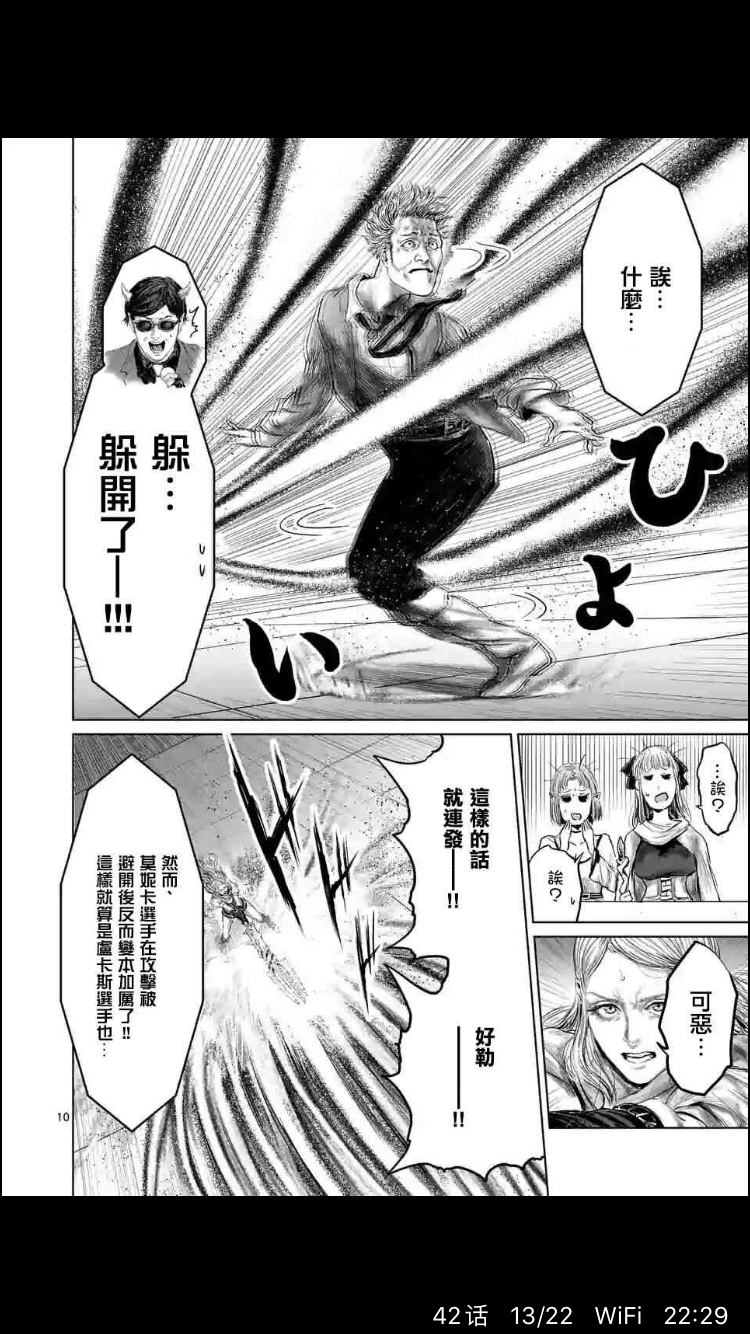 誒…
什麼…
ひょい
躲…
躲開了—!!!
…誒？
誒？
可惡…
這樣的話
就連發——!!
好勒
——!!
然而、
莫妮卡選手在攻擊被
避開後反而變本加厲了!!
這樣就算是盧卡斯選手也…
10
42话 13/22 WiFi 22:29